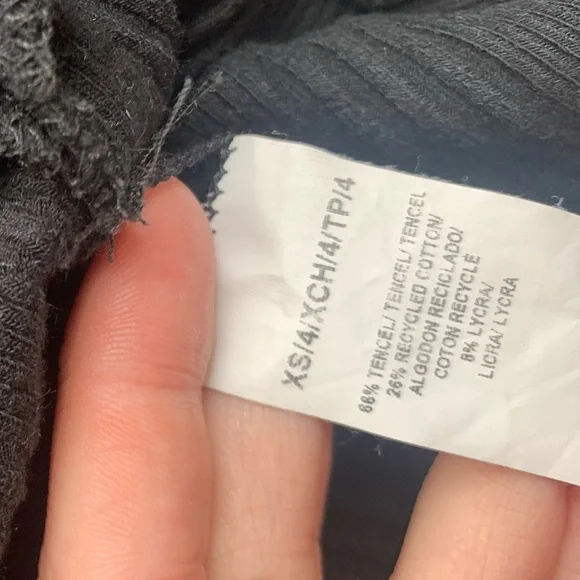 XS/4/XCH/4/TP/4
66% TENCEL/ TENCEL/ TENCEL
26% RECYCLED COTTON/
ALGODON RECICLADO/
COTON RECYCLÉ
8% LYCRA/
LICRA/ LYCRA